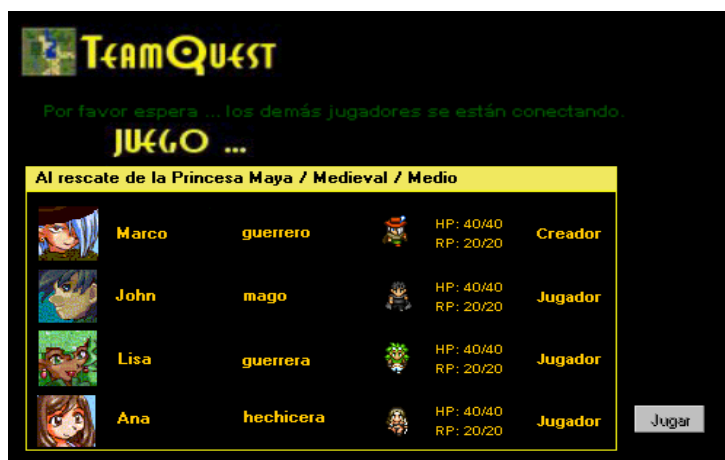 TEAMQUEST
Por favor espera ... los demás jugadores se están conectando.
JUEGO ...
Al rescate de la Princesa Maya / Medieval / Medio
Marco guerrero HP: 40/40 RP: 20/20 Creador
John mago HP: 40/40 RP: 20/20 Jugador
Lisa guerrera HP: 40/40 RP: 20/20 Jugador
Ana hechicera HP: 40/40 RP: 20/20 Jugador
Jugar